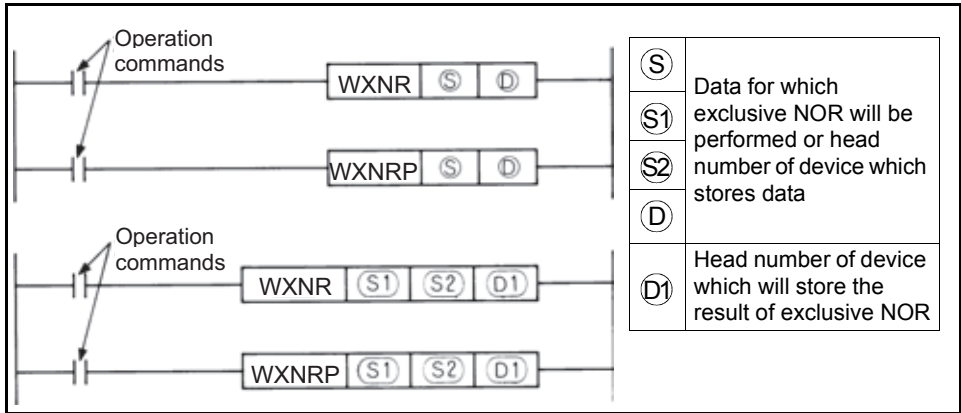 Operation
commands
WXNR S D
WXNRP S D
Operation
commands
WXNR S1 S2 D1
WXNRP S1 S2 D1
S
S1
S2
D
Data for which
exclusive NOR will be
performed or head
number of device which
stores data
D1
Head number of device
which will store the
result of exclusive NOR